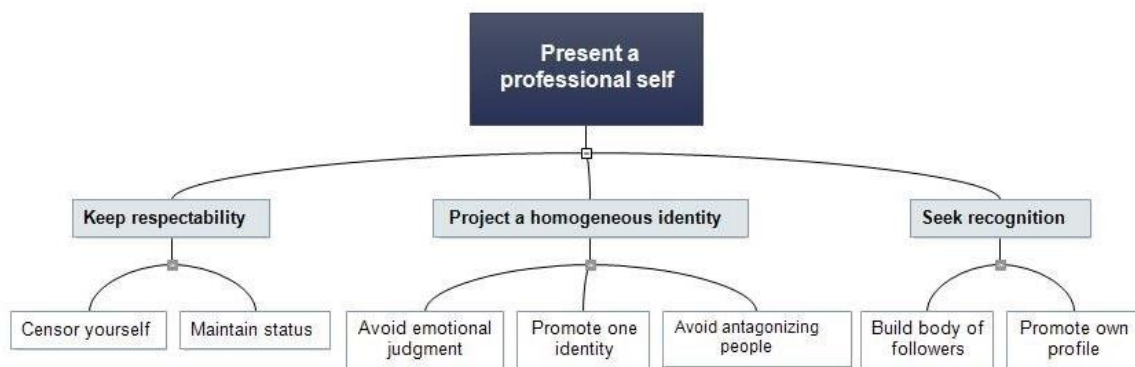 Present a
professional self
Keep respectability
Project a homogeneous identity
Seek recognition
Censor yourself
Maintain status
Avoid emotional
judgment
Promote one
identity
Avoid antagonizing
people
Build body of
followers
Promote own
profile